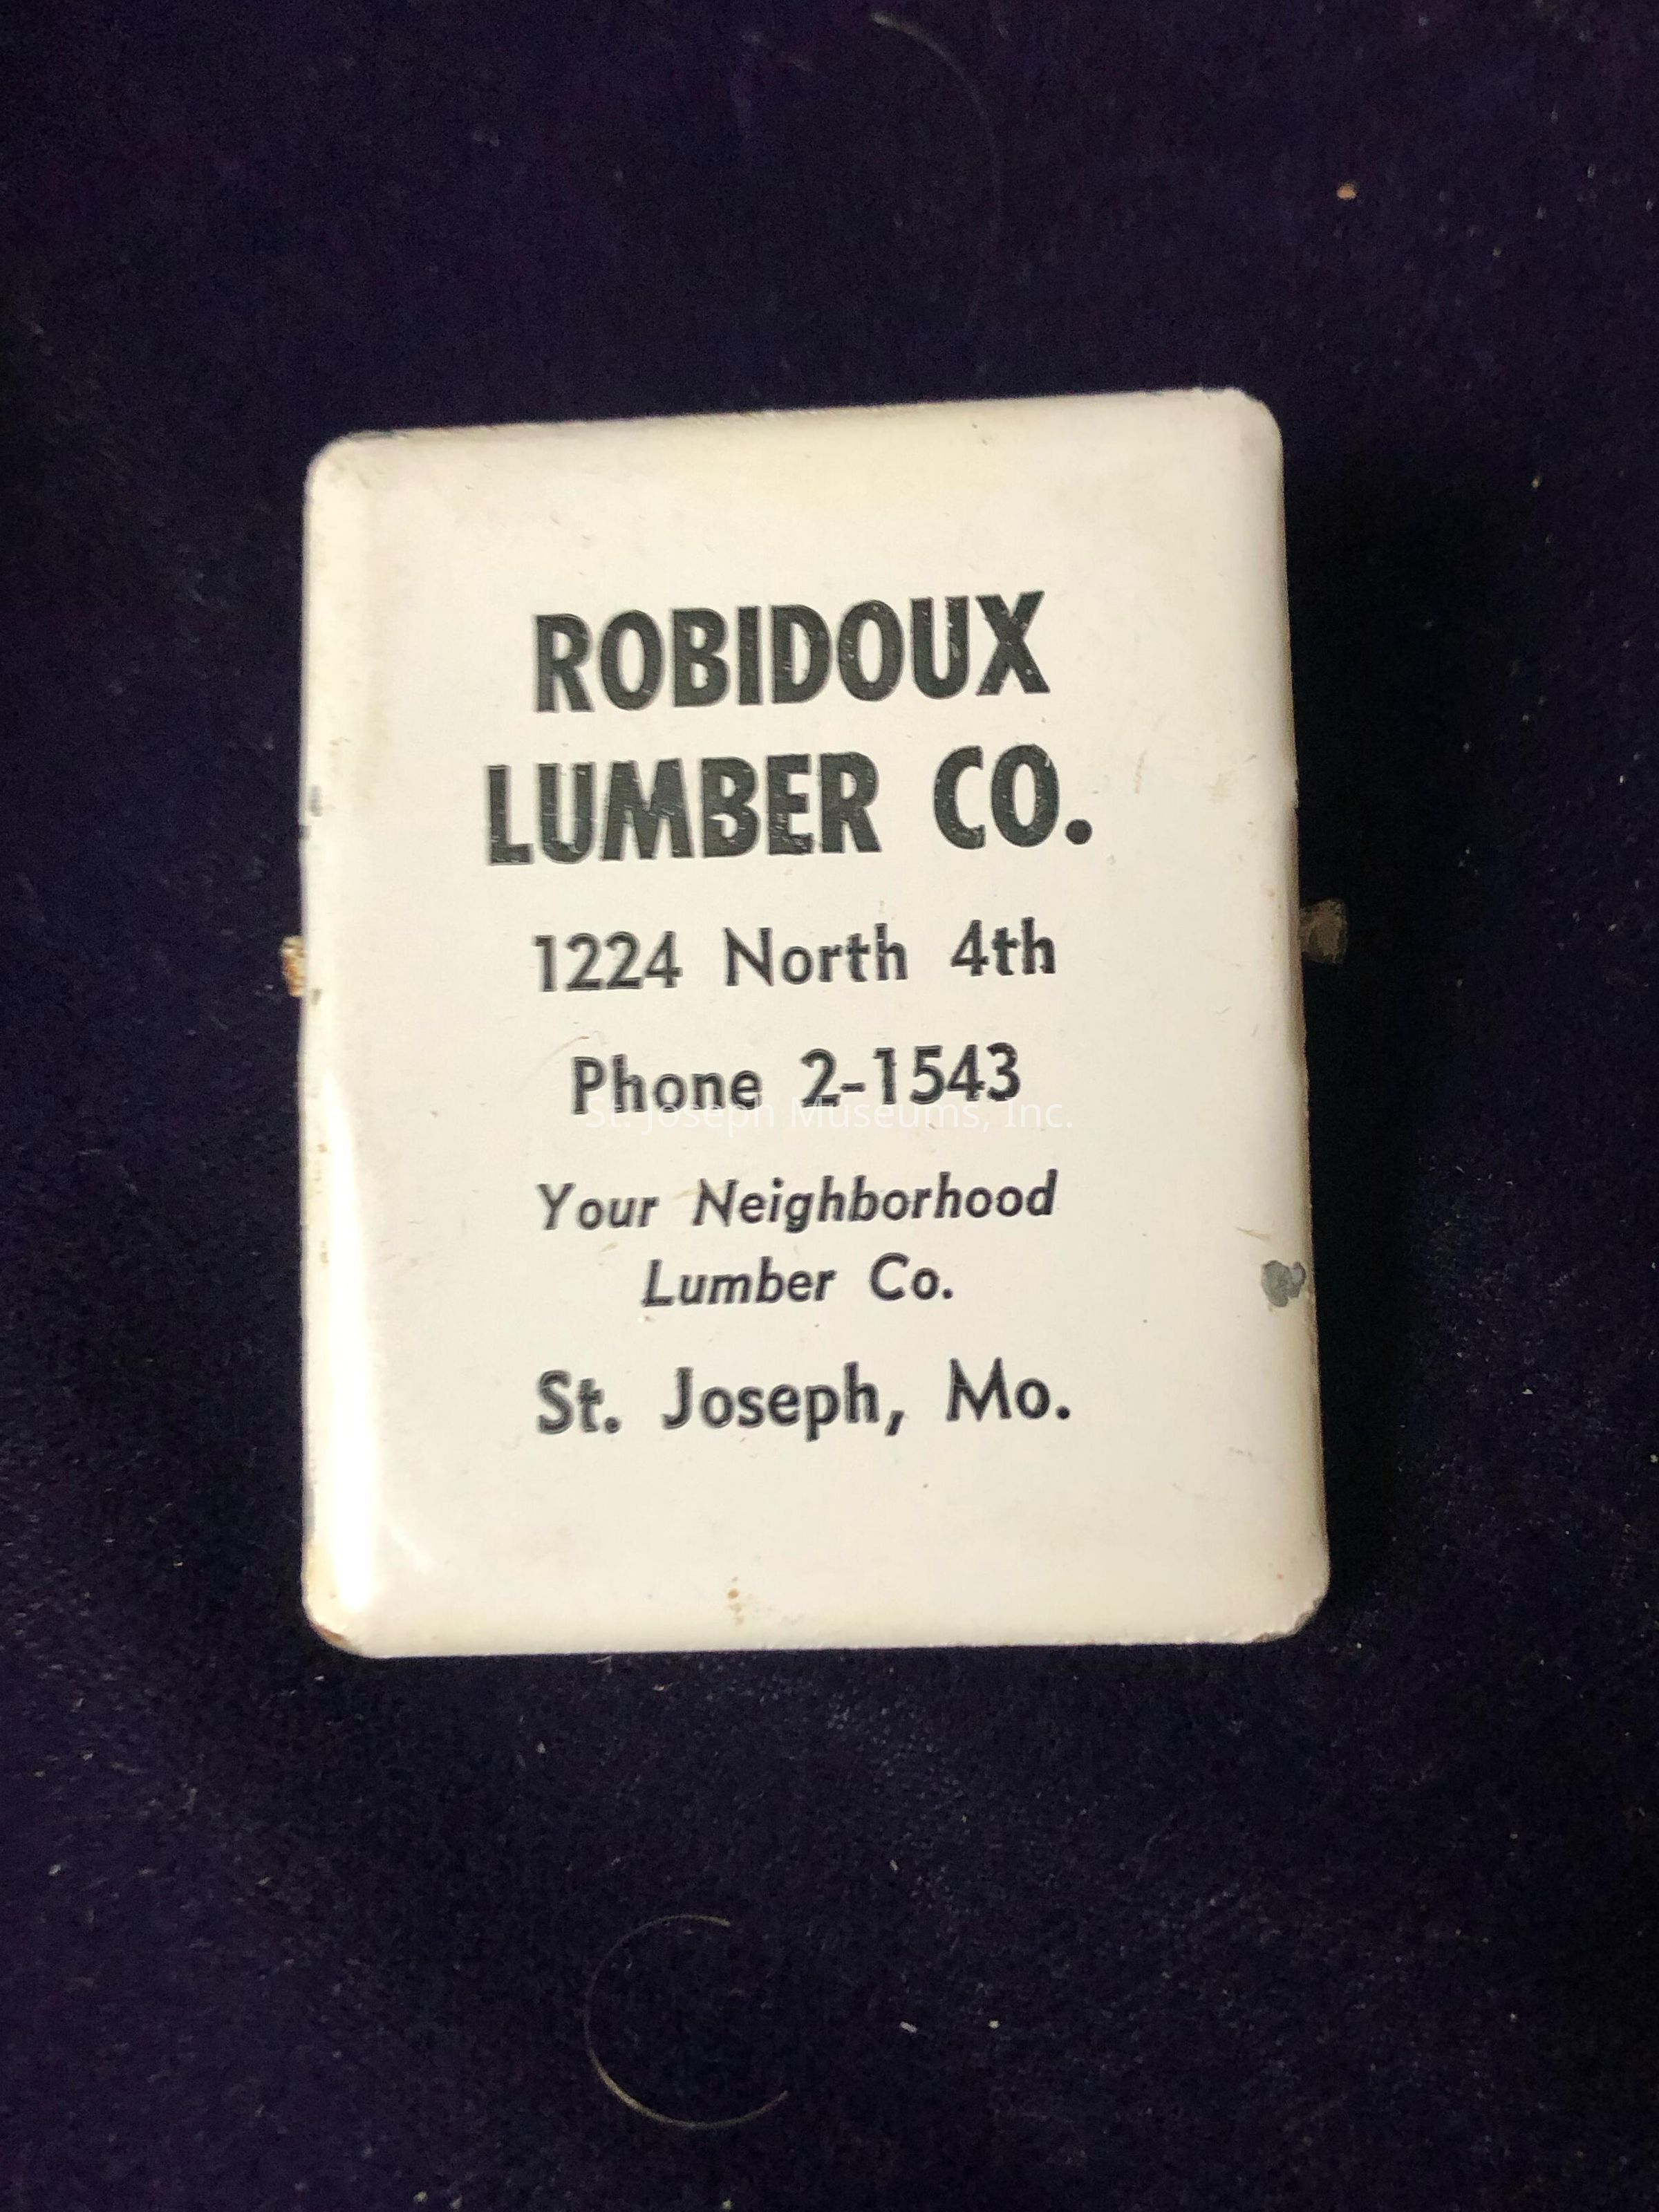 ROBIDOUX
LUMBER CO.
1224 North 4th
Phone 2-1543
St. Joseph Museums, Inc.
Your Neighborhood
Lumber Co.
St. Joseph, Mo.